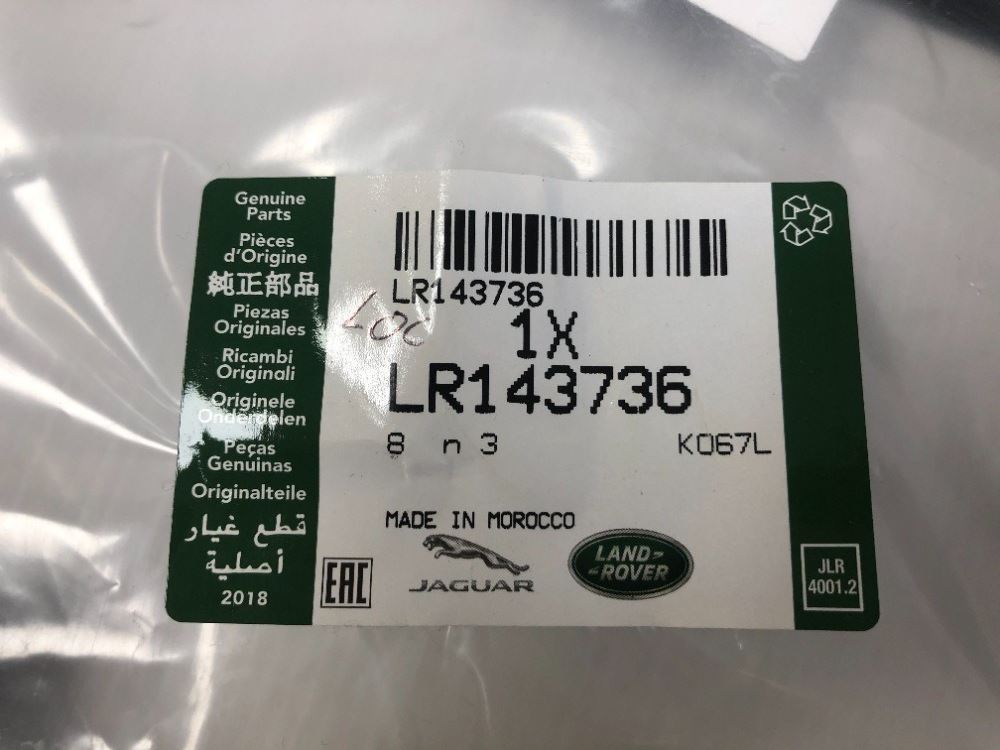 Genuine
Parts
Pièces
d'Origine
純正部品
Piezas
Originales
Ricambi
Originali
Originele
Onderdelen
Peças
Genuinas
Originalteile
قطع غيار
أصلية
2018
LR143736
LOC
1X
LR143736
8 n 3 K067L
MADE IN MOROCCO
EAC
JAGUAR
LAND-
-ROVER
JLR
4001.2